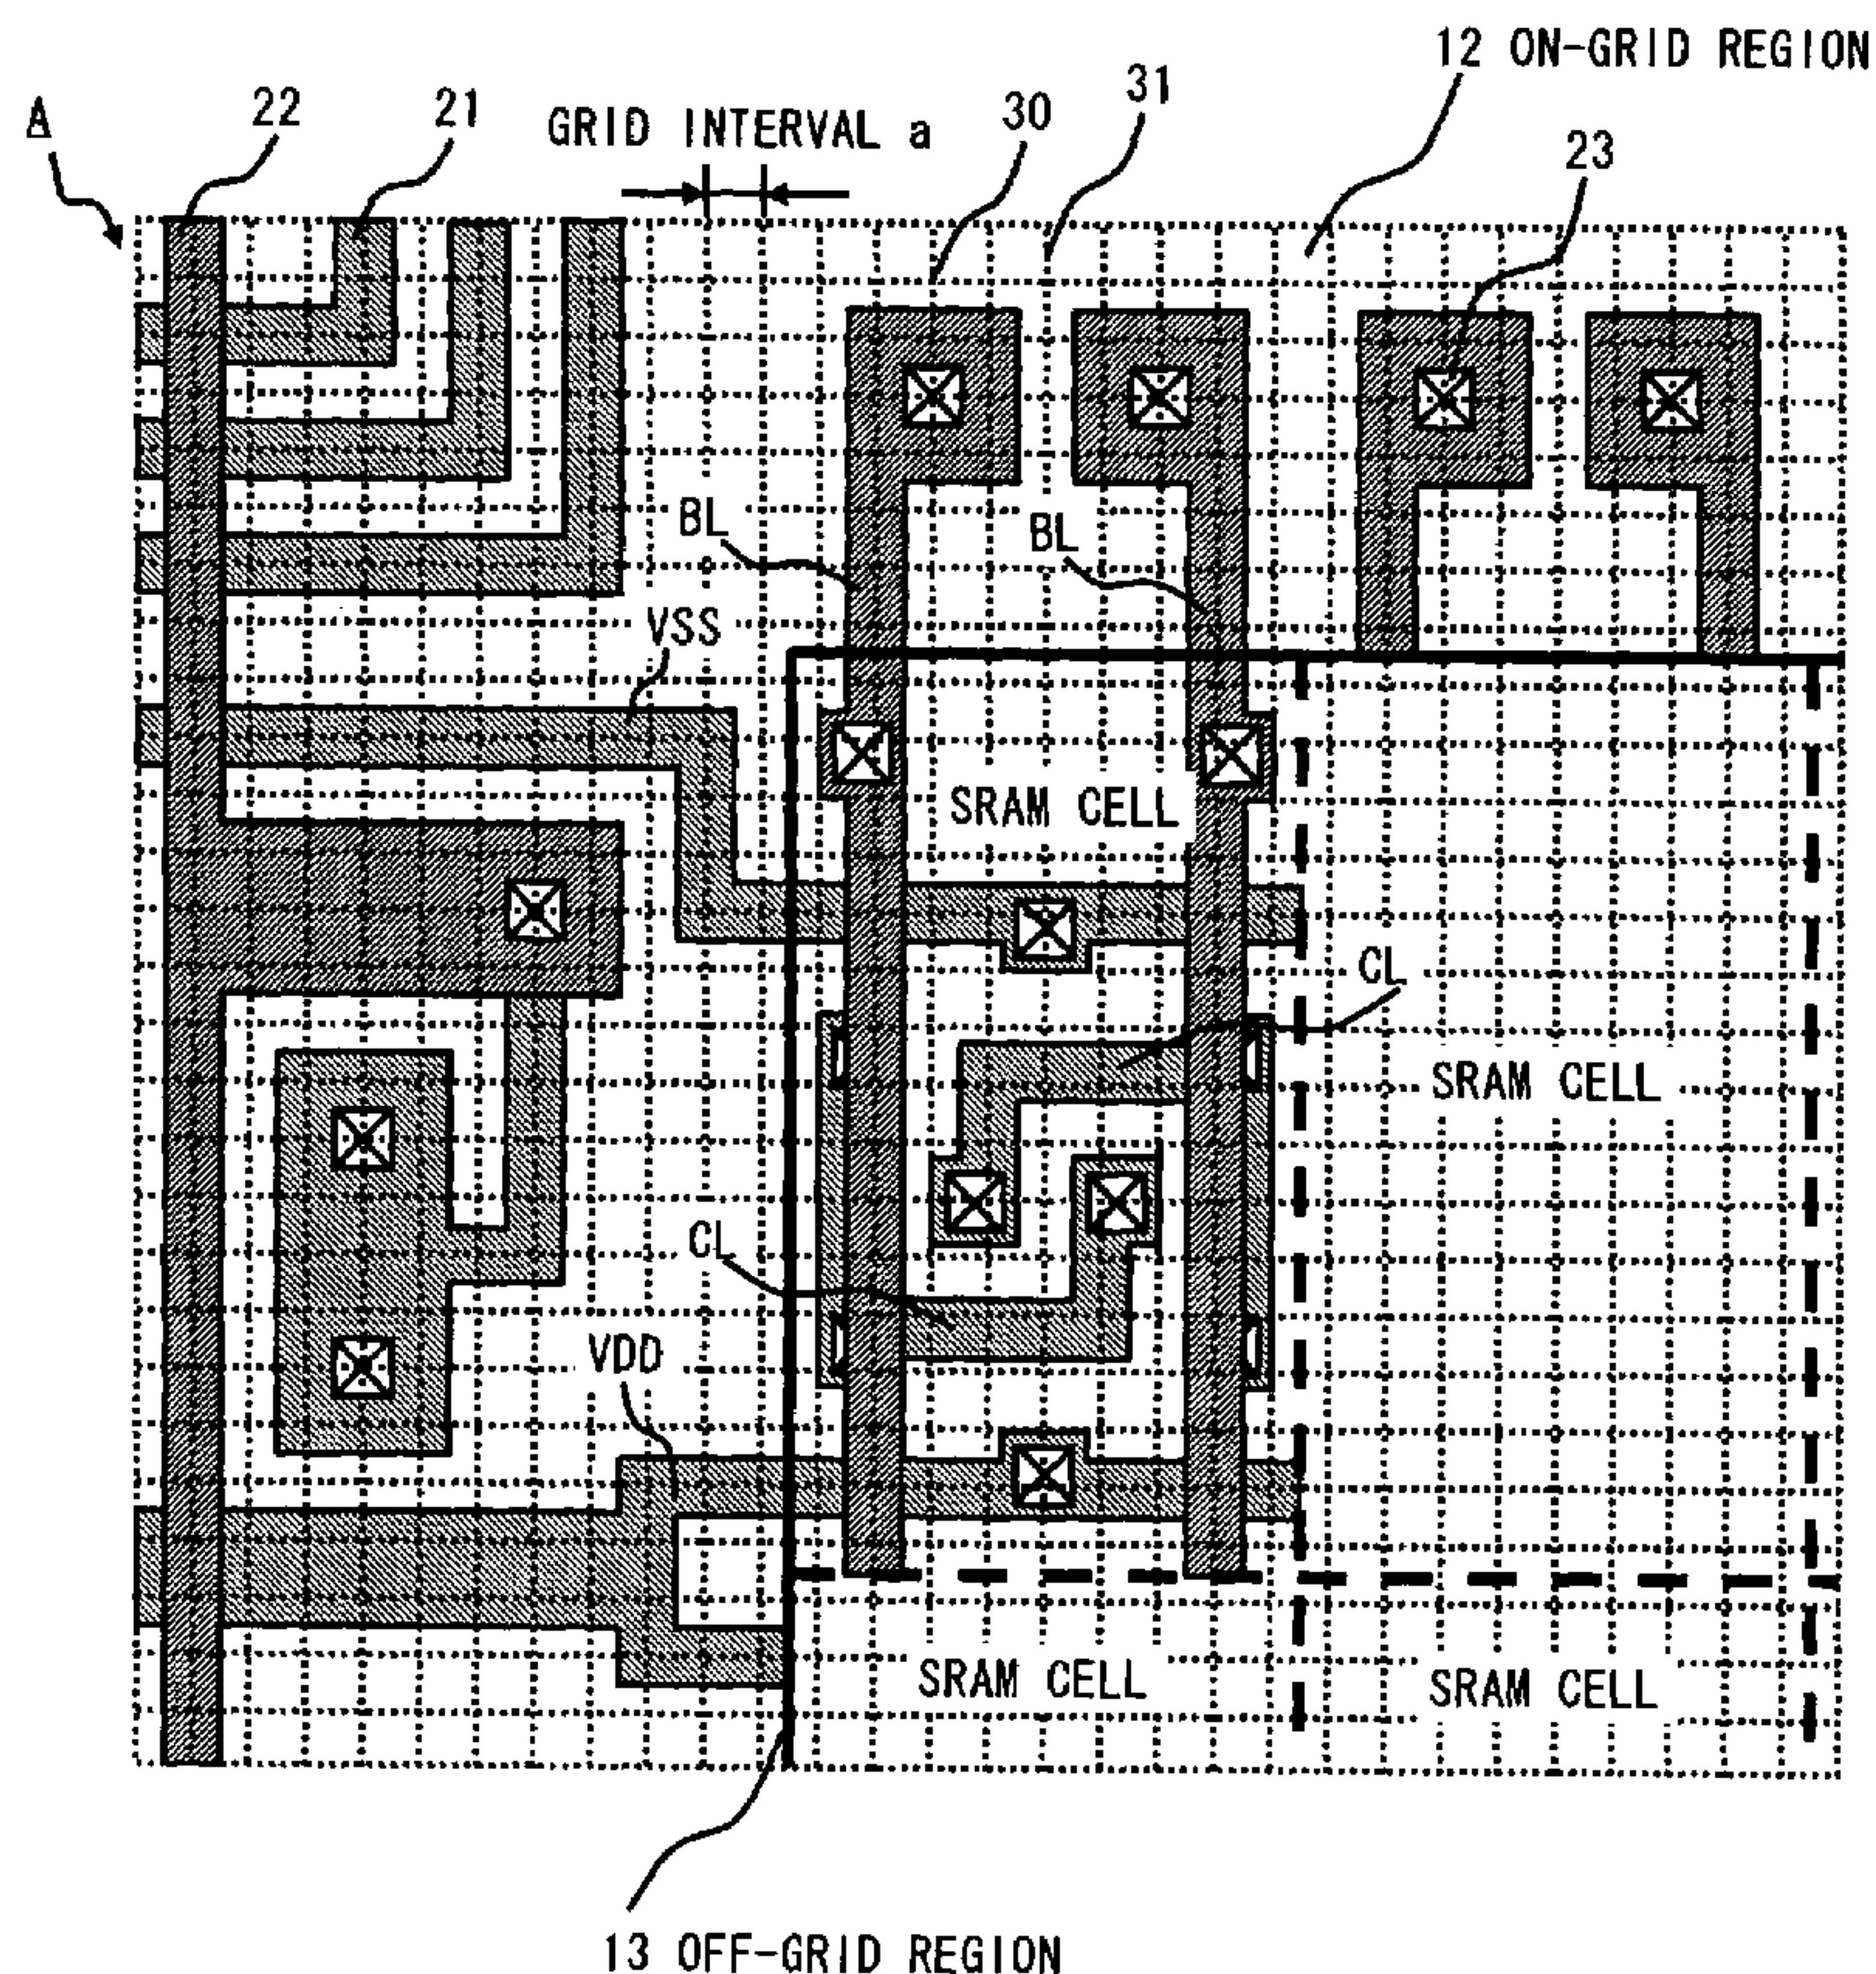 12 ON-GRID REGION
A
22
21
GRID INTERVAL a
30
31
23
BL
BL
VSS
SRAM CELL
CL
SRAM CELL
CL
VDD
SRAM CELL
SRAM CELL
13 OFF-GRID REGION